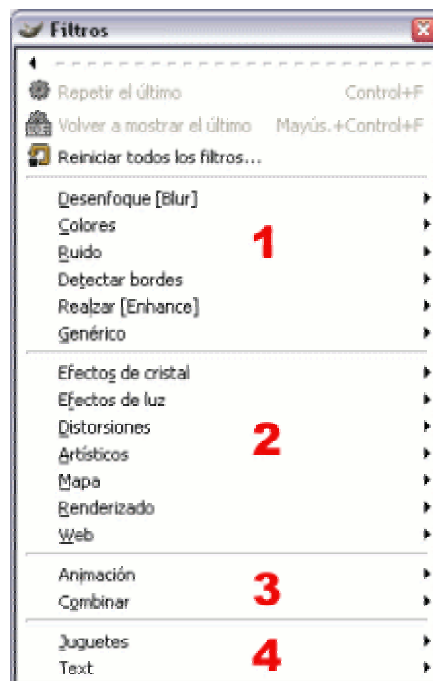 Filtros
Repetir el último Control+F
Volver a mostrar el último Mayús.+Control+F
Reiniciar todos los filtros...
Desenfoque [Blur]
Colores
1
Ruido
Detectar bordes
Realzar [Enhance]
Genérico
Efectos de cristal
Efectos de luz
Distorsiones
2
Artísticos
Mapa
Renderizado
Web
Animación
3
Combinar
Juguetes
4
Text